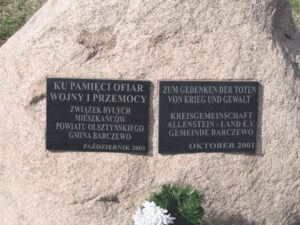 KU PAMIĘCI OFIAR
WOJNY I PRZEMOCY
ZWIĄZEK BYŁYCH
MIESZKAŃCÓW
POWIATU OLSZTYŃSKIEGO
GMINA BARCZEWO
PAŹDZIERNIK 2001
ZUM GEDENKEN DER TOTEN
VON KRIEG UND GEWALT
KREISGEMEINSCHAFT
ALLENSTEIN - LAND E.V.
GEMEINDE BARCZEWO
OKTOBER 2001